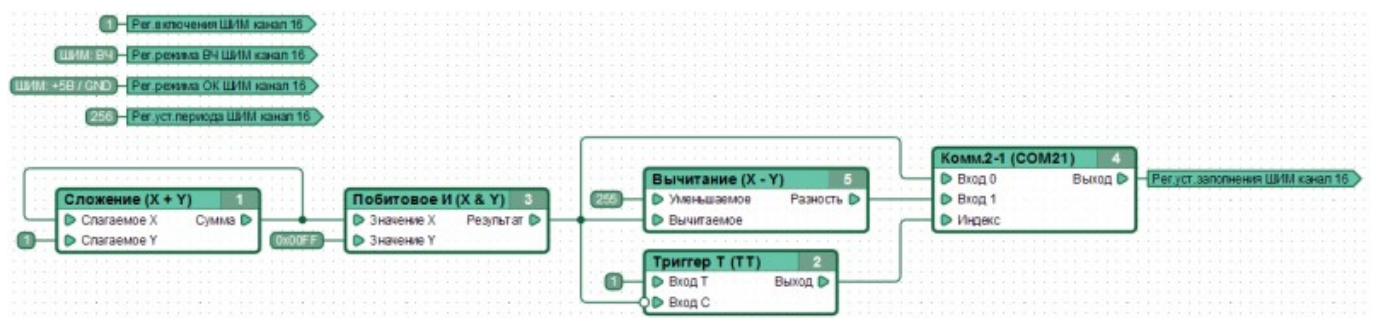 1 Рег.включения ШИМ канал 16
ШИМ: ВЧ Рег.режима ВЧ ШИМ канал 16
ШИМ: +5В / GND Рег.режима ОК ШИМ канал 16
256 Рег.уст.периода ШИМ канал 16
Сложение (X + Y) 1
Слагаемое X Сумма
1 Слагаемое Y
Побитовое И (X & Y) 3
Значение X Результат
0x00FF Значение Y
Вычитание (X - Y) 5
255 Уменьшаемое Разность
Вычитаемое
Триггер Т (TT) 2
1 Вход Т Выход
Вход С
Комм.2-1 (COM21) 4
Вход 0 Выход
Вход 1
Индекс
Рег.уст.заполнения ШИМ канал 16